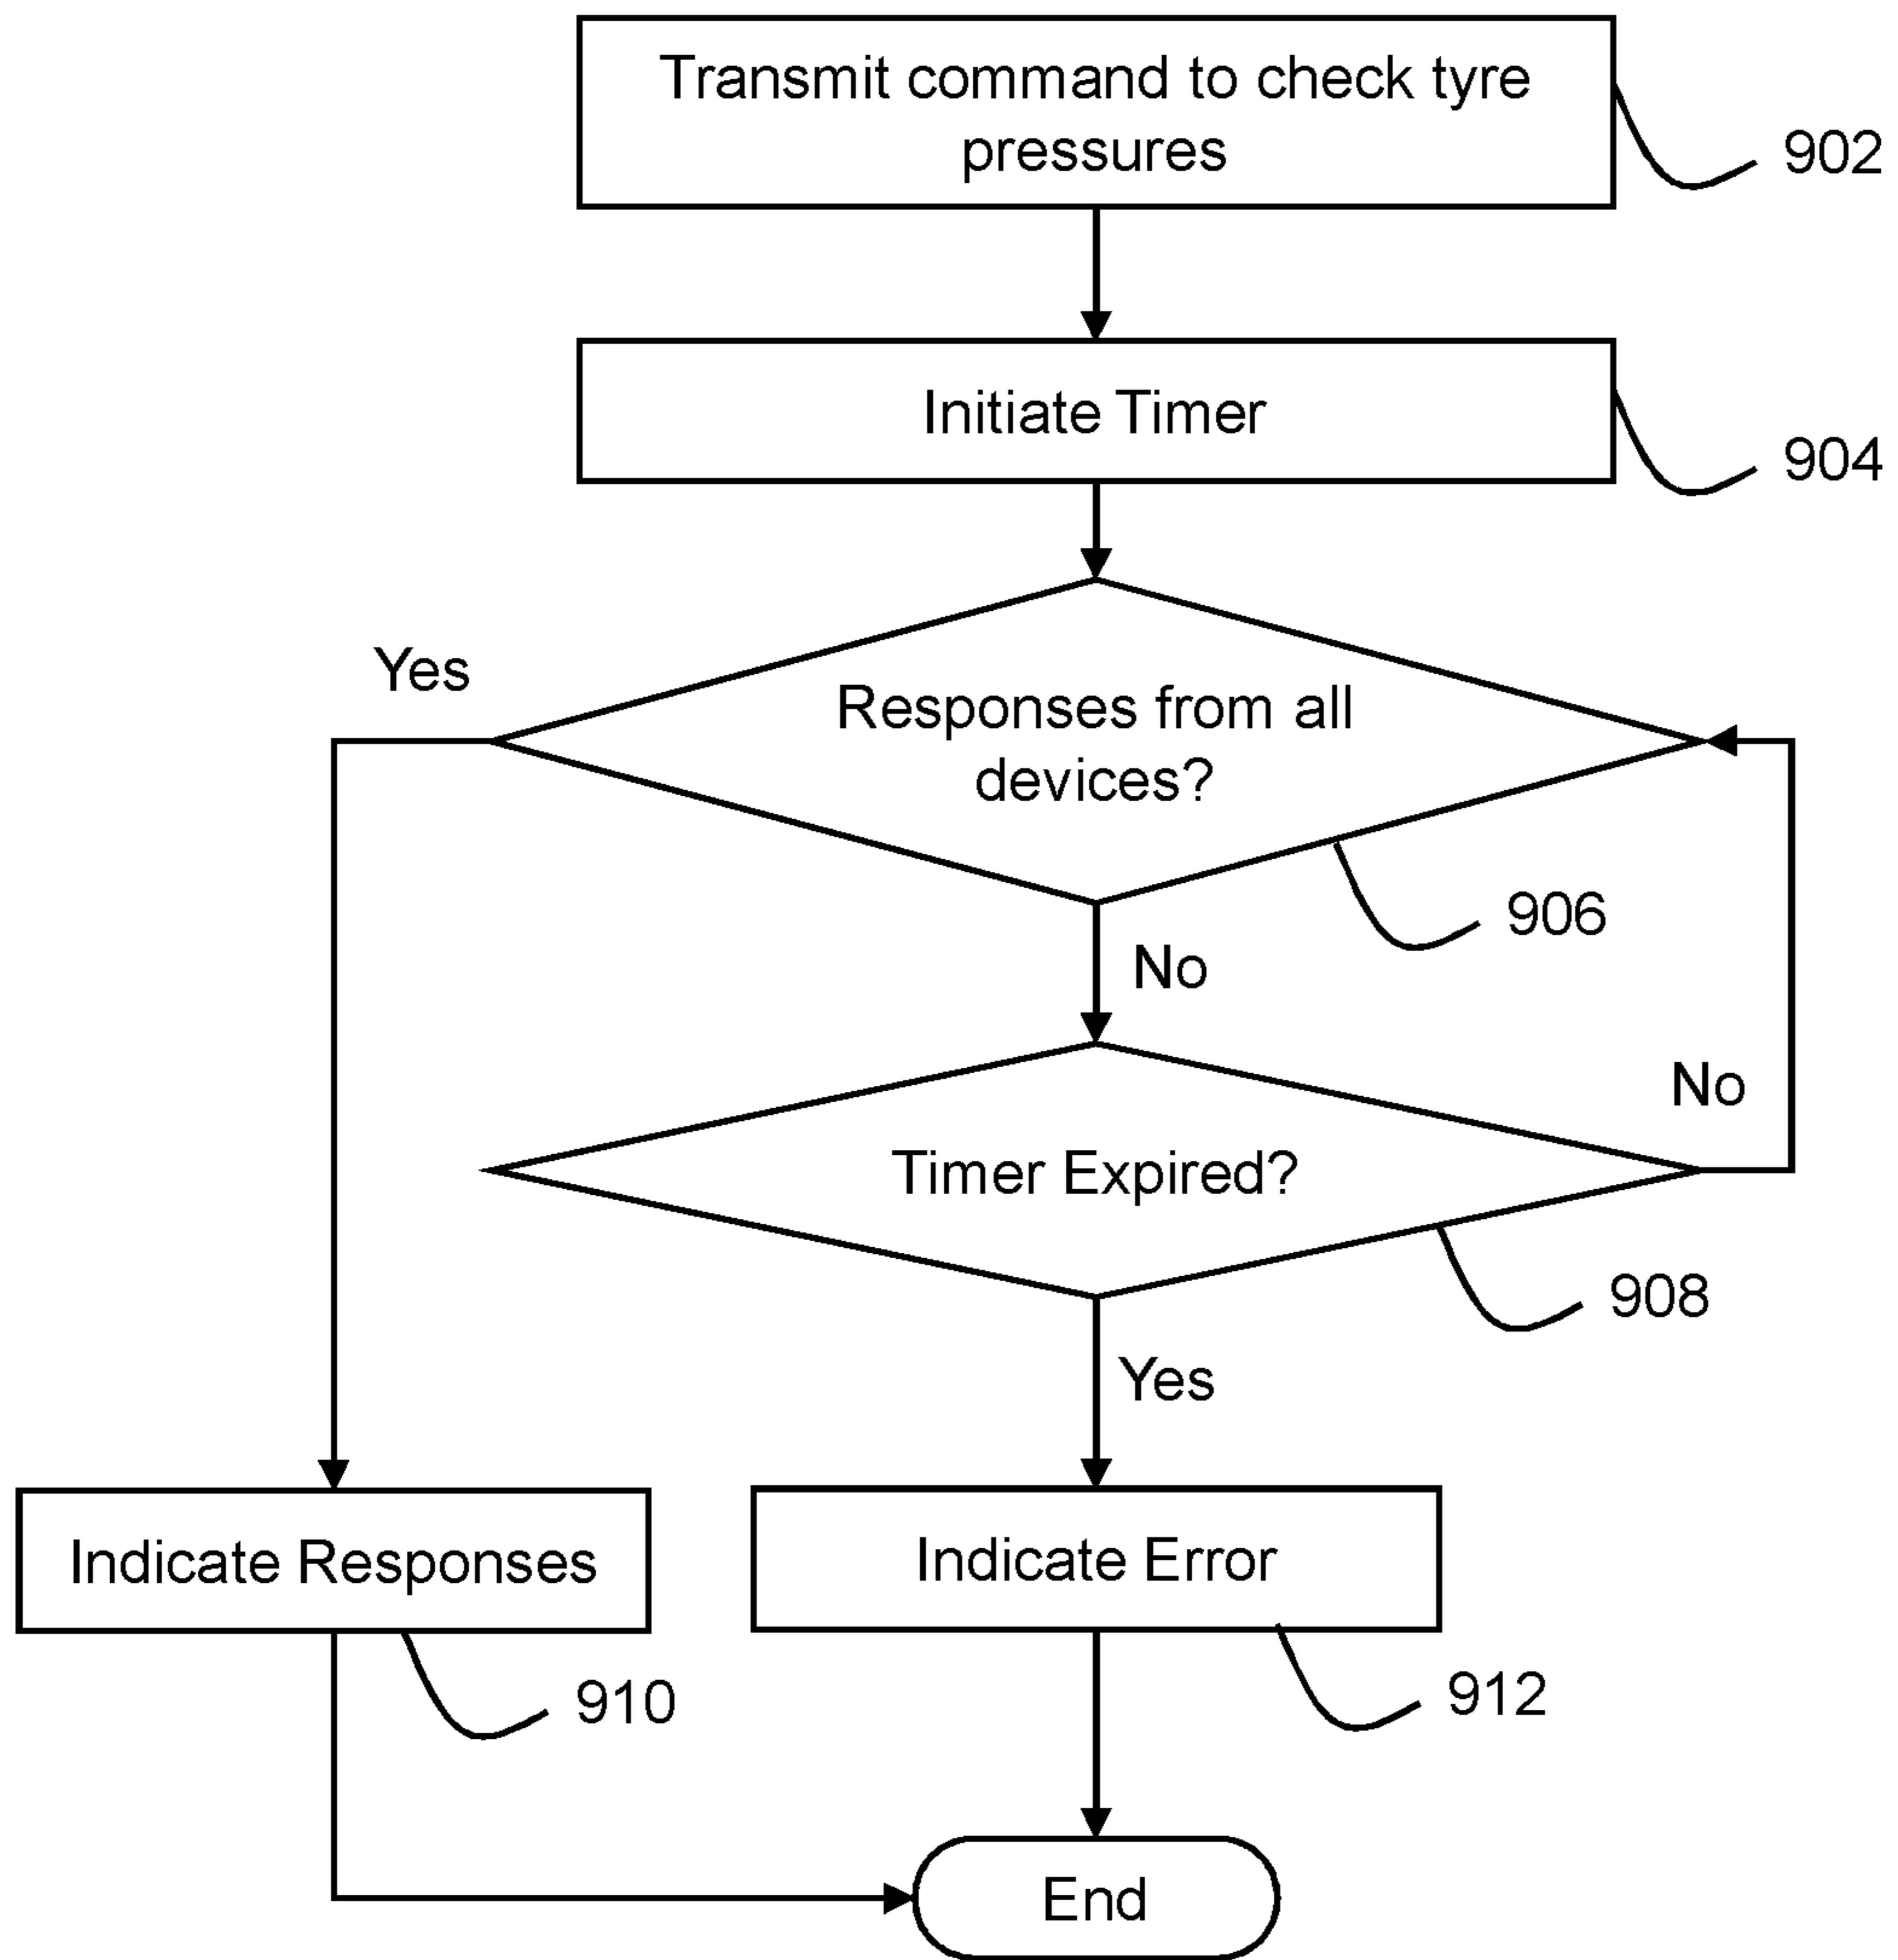 Transmit command to check tyre
pressures
902
Initiate Timer
904
Yes
Responses from all
devices?
906
No
No
Timer Expired?
908
Yes
Indicate Responses
Indicate Error
910
912
End